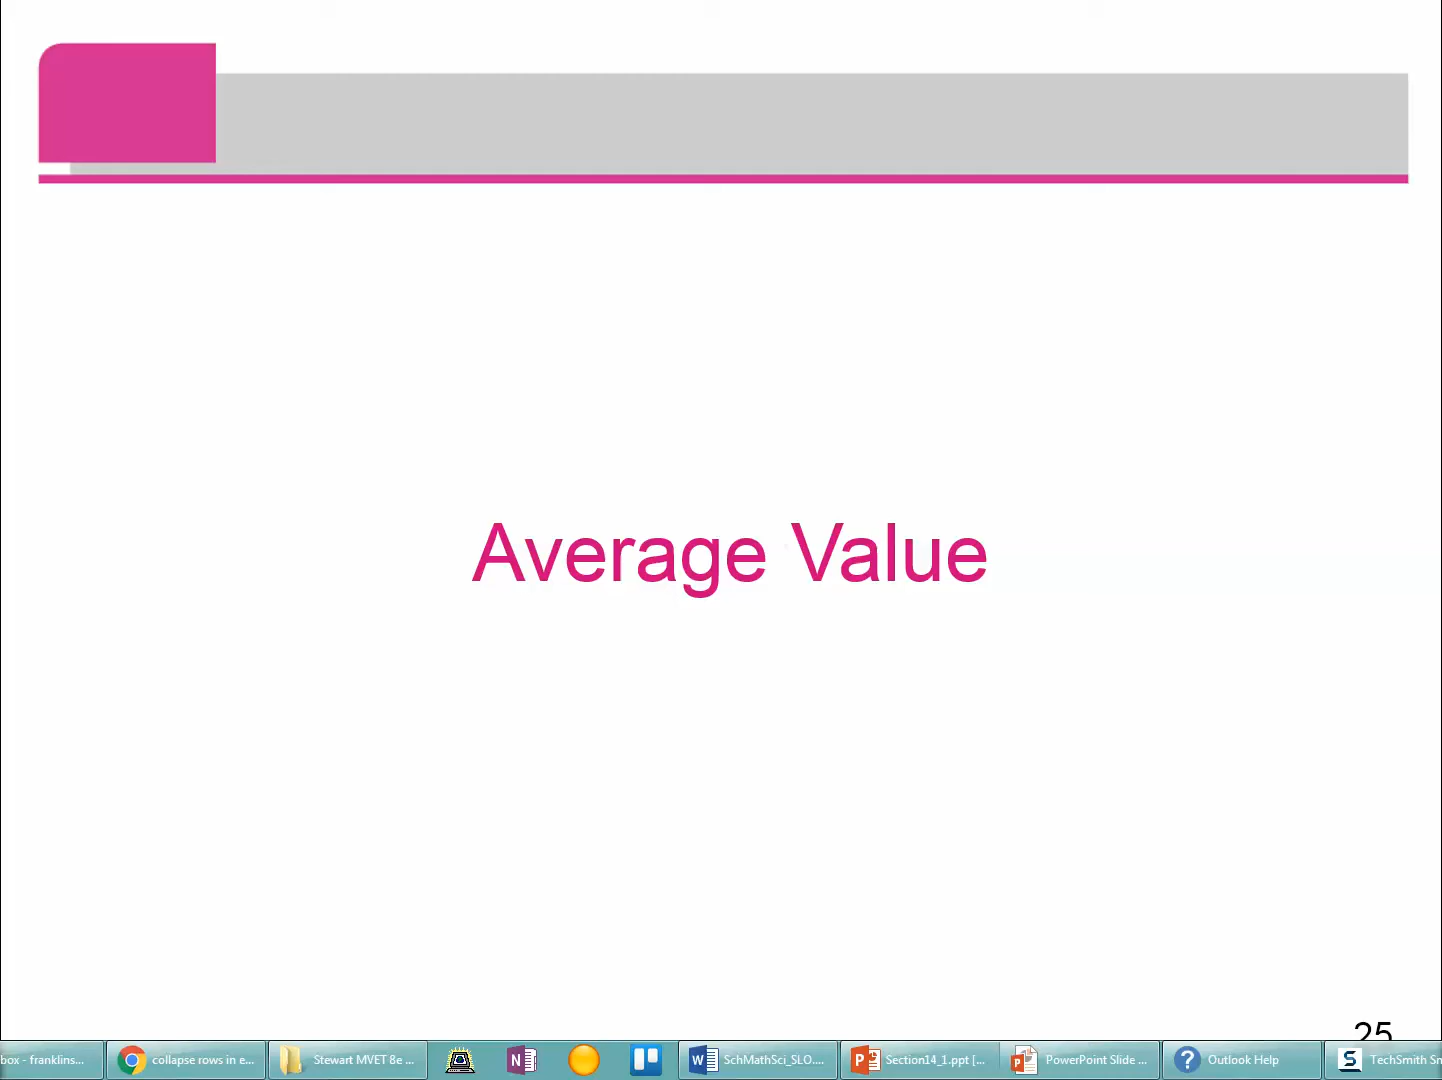 Average Value
25
box - franklins...
collapse rows in e...
Stewart MVET 8e ...
SchMathSci_SLO....
Section14_1.ppt [...
PowerPoint Slide ...
Outlook Help
TechSmith Sn